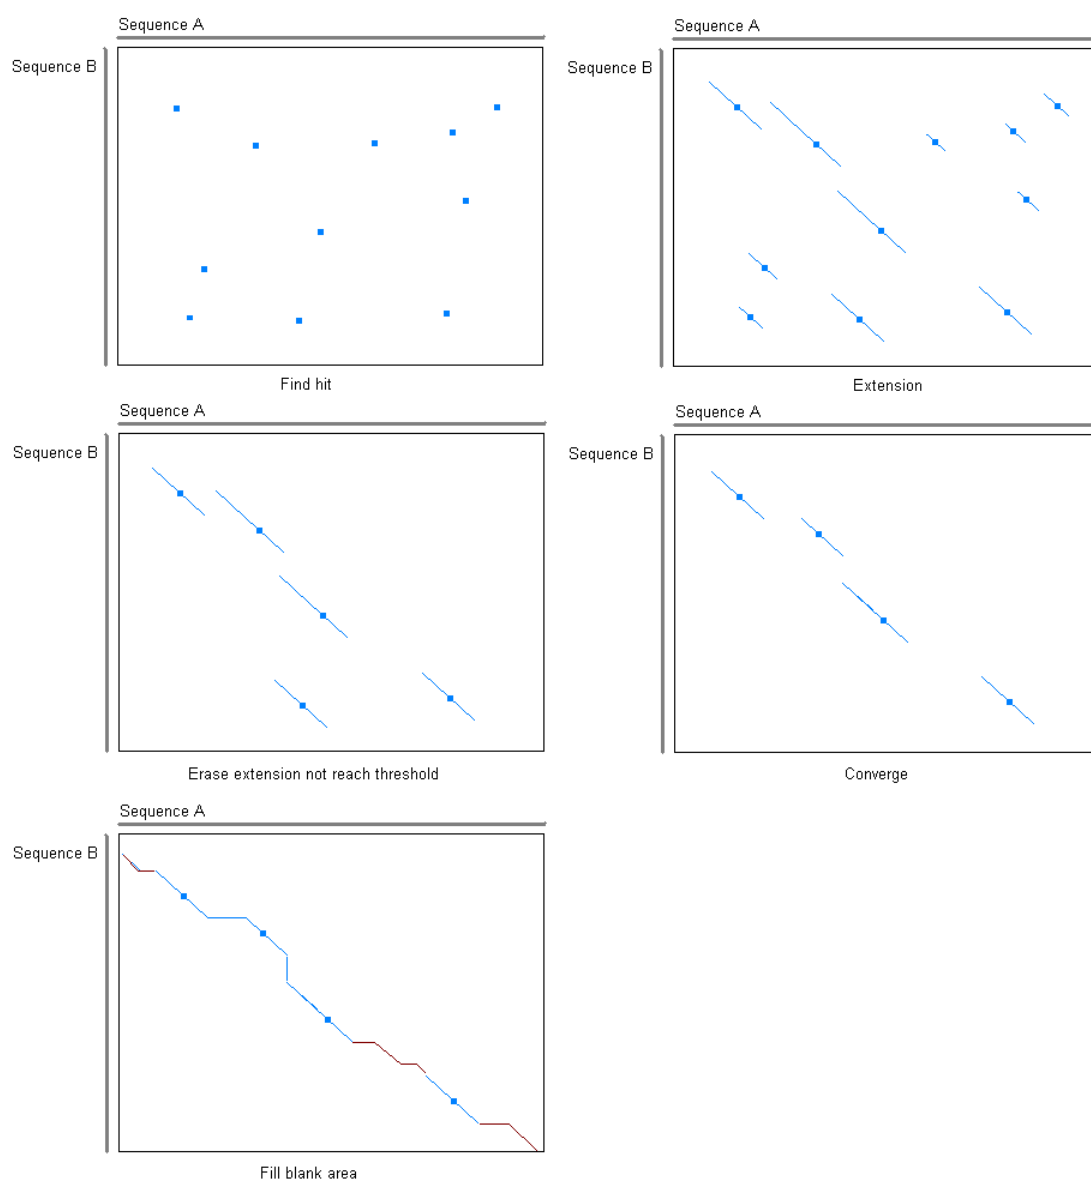 Sequence A
Sequence B
Find hit
Sequence A
Sequence B
Extension
Sequence A
Sequence B
Erase extension not reach threshold
Sequence A
Sequence B
Converge
Sequence A
Sequence B
Fill blank area